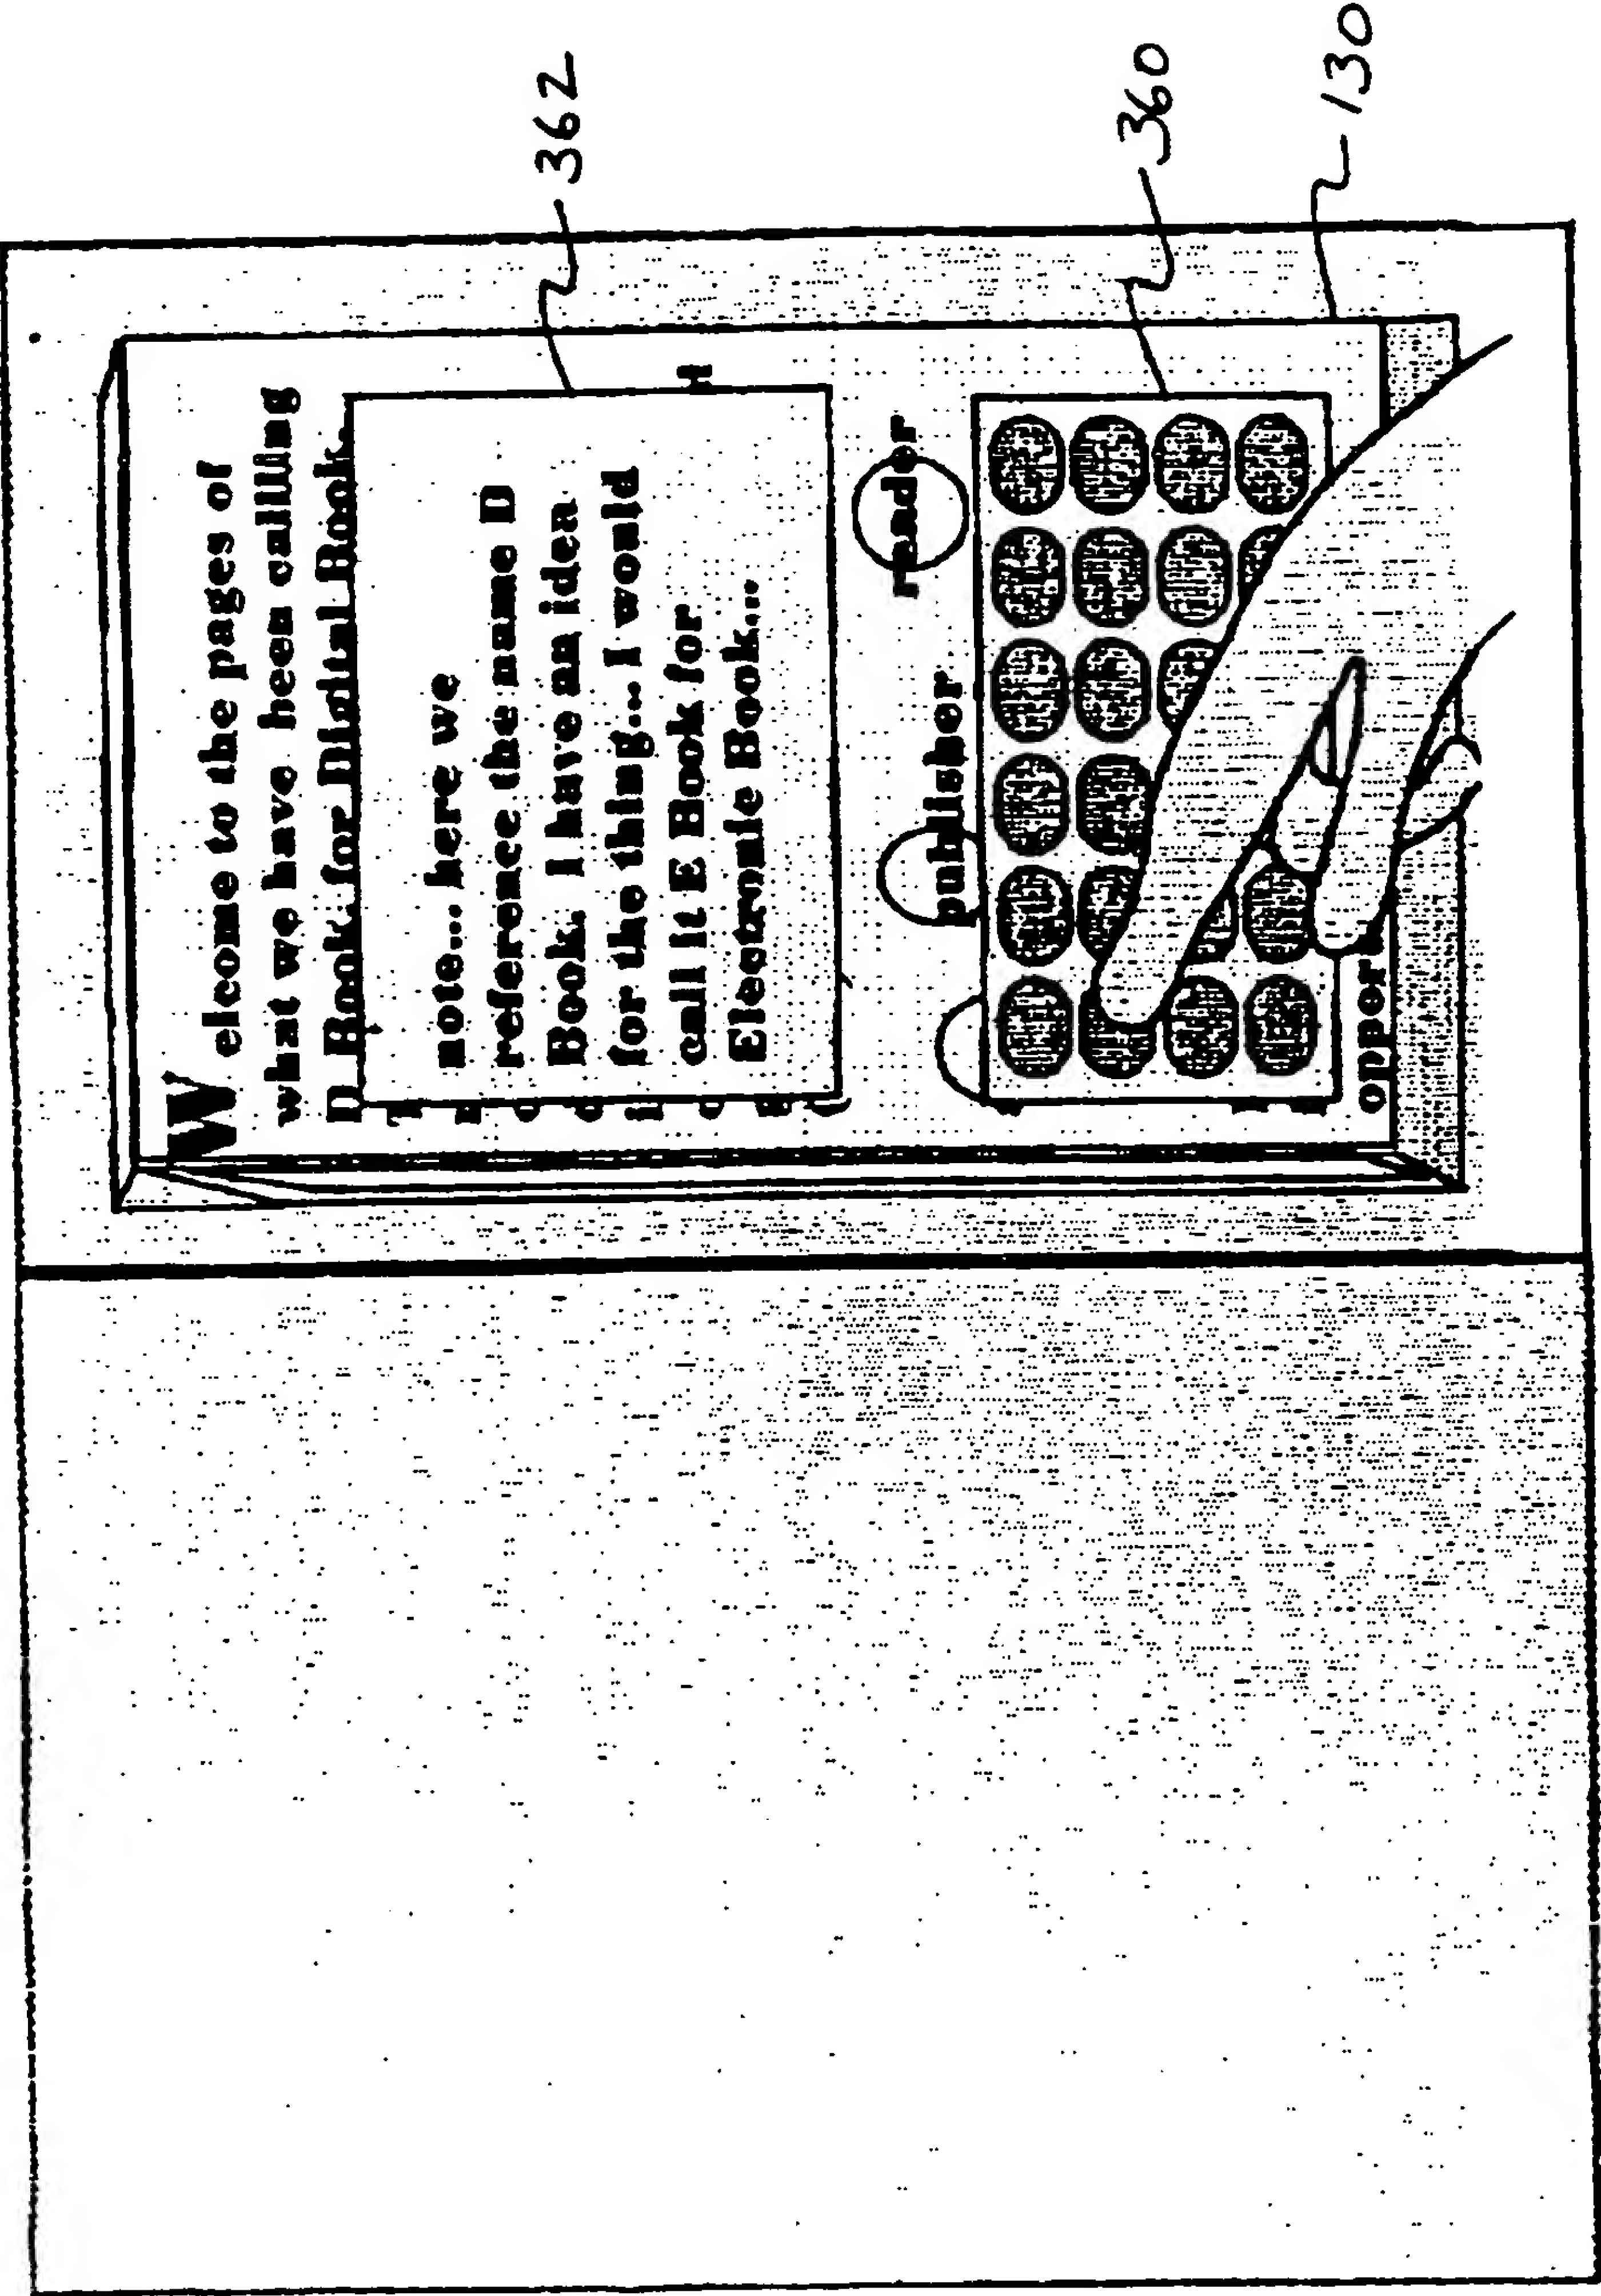 Welcome to the pages of
what we have been calling
D Book, for Digital Book.
note... here we
reference the name D
Book. I have an idea
for the thing... I would
call it E Book for
Electronic Book...
publisher
reader
362
360
130